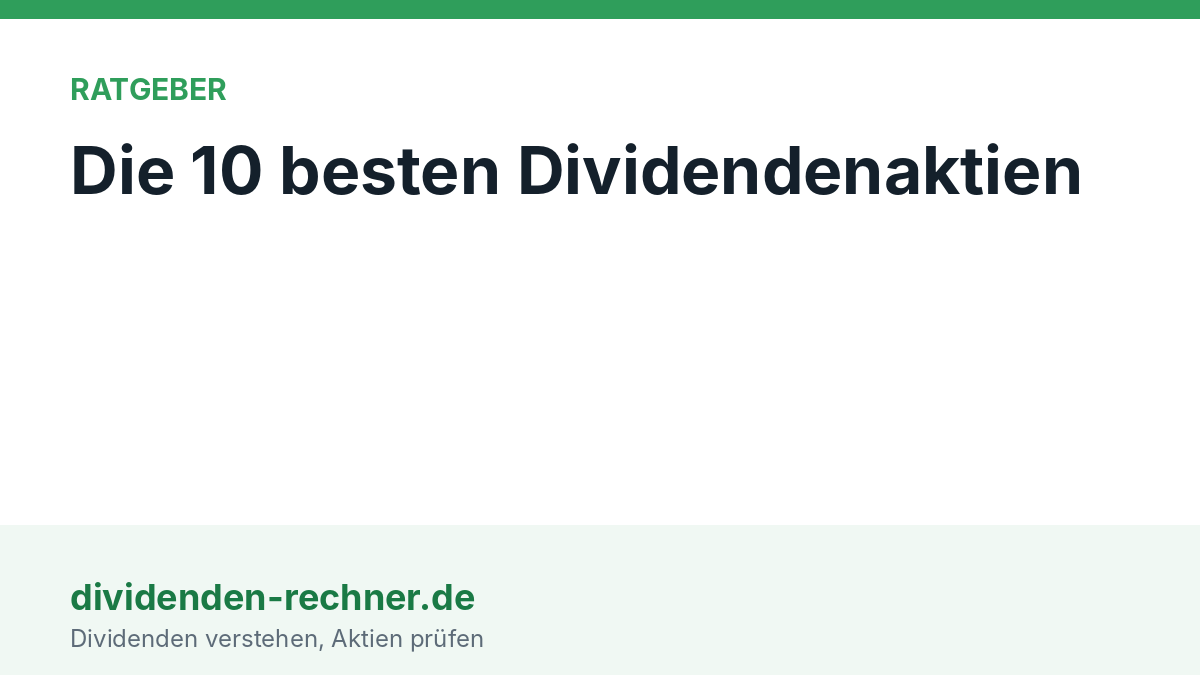 RATGEBER
Die 10 besten Dividendenaktien
dividenden-rechner.de
Dividenden verstehen, Aktien prüfen